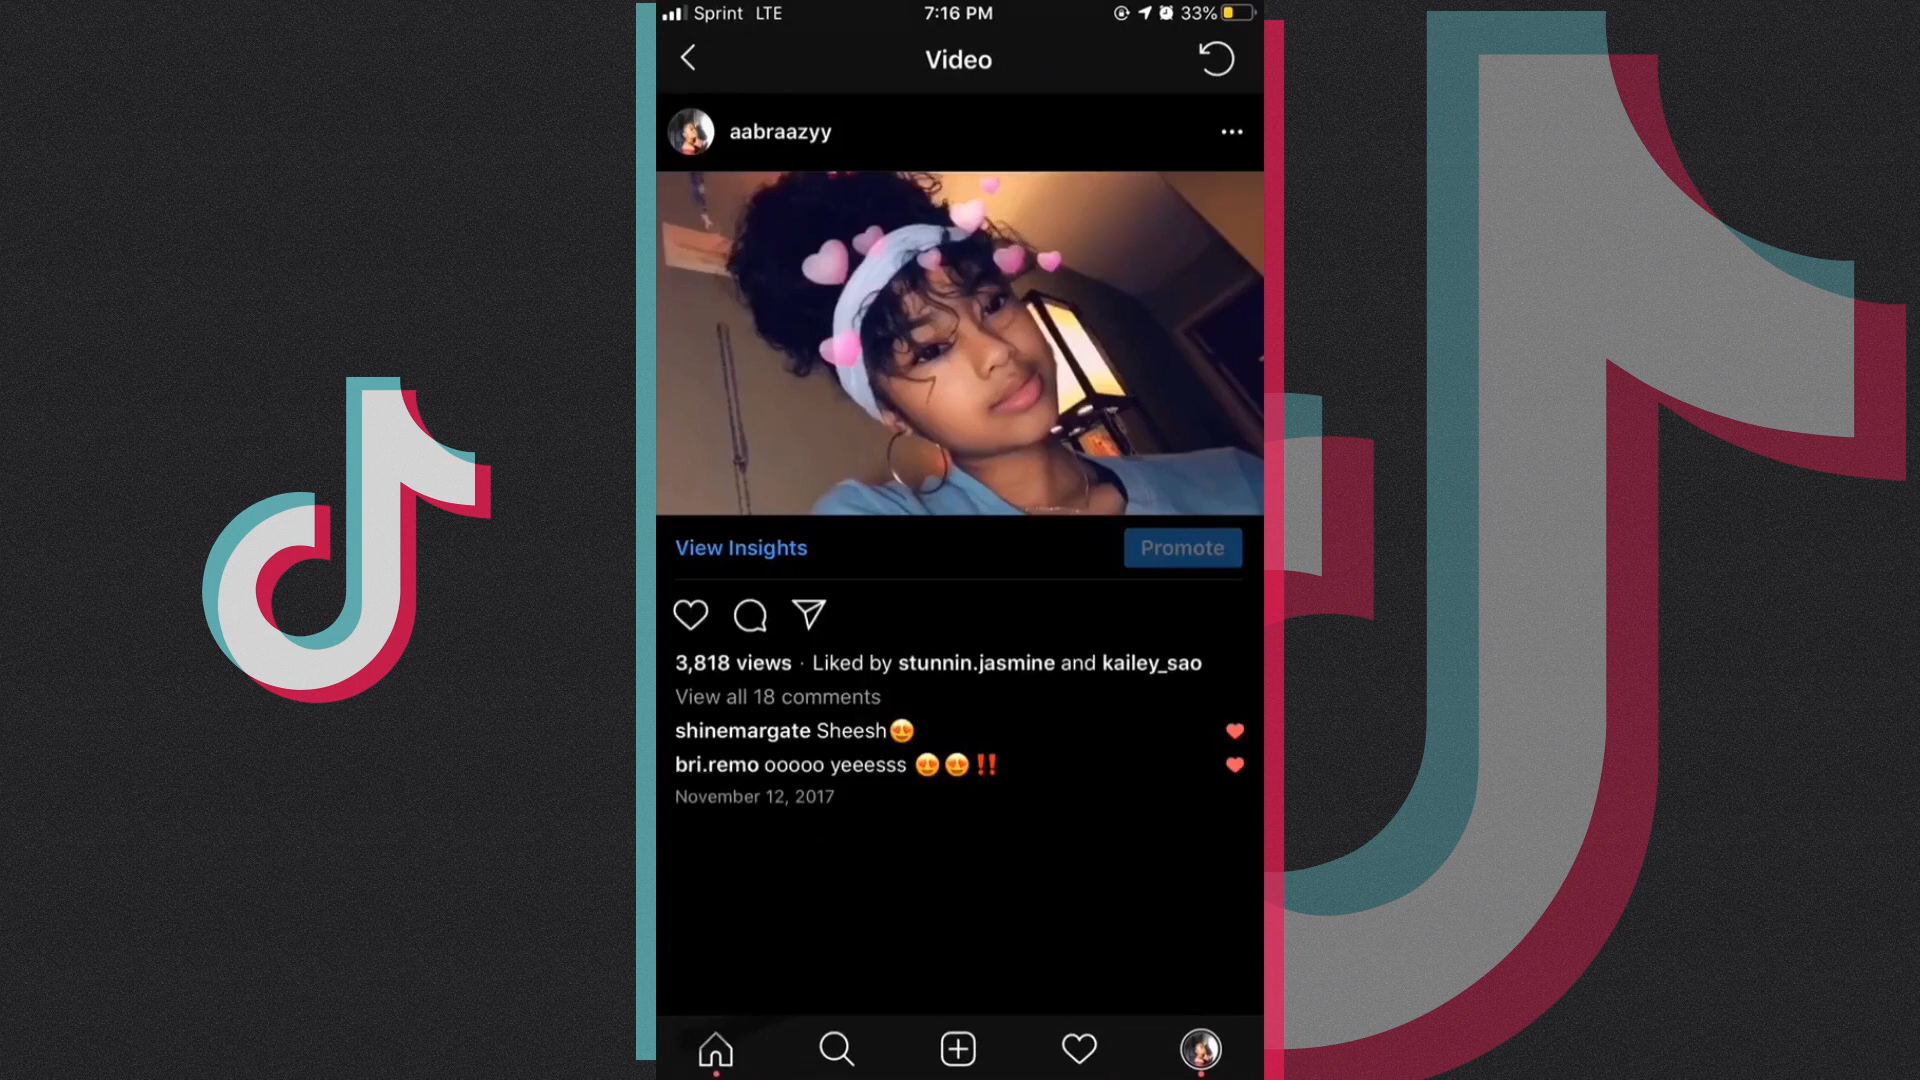 Sprint LTE 7:16 PM 33%
Video
aabraazyy
View Insights Promote
3,818 views · Liked by stunnin.jasmine and kailey_sao
View all 18 comments
shinemargate Sheesh😍
bri.remo ooooo yeeesss 😍😍‼️
November 12, 2017